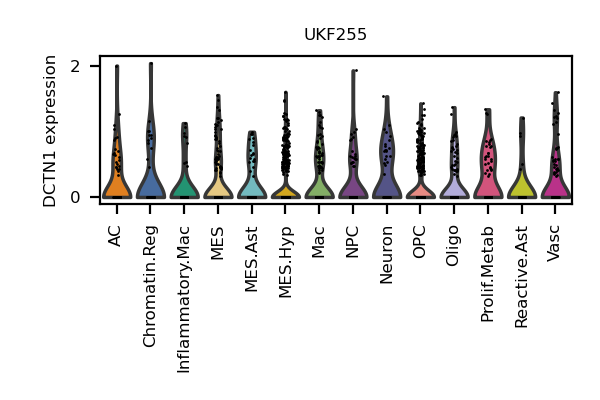 UKF255
DCTN1 expression
2
0
AC
Chromatin.Reg
Inflammatory.Mac
MES
MES.Ast
MES.Hyp
Mac
NPC
Neuron
OPC
Oligo
Prolif.Metab
Reactive.Ast
Vasc